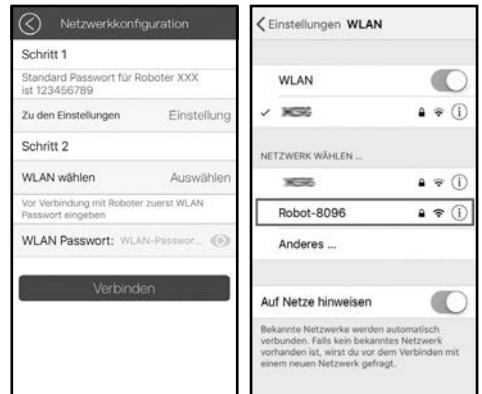 Netzwerkkonfiguration
Schritt 1
Standard Passwort für Roboter XXX
ist 123456789
Zu den Einstellungen Einstellung
Schritt 2
WLAN wählen Auswählen
Vor Verbindung mit Roboter zuerst WLAN
Passwort eingeben
WLAN Passwort: WLAN-Passwor...
Verbinden
Einstellungen WLAN
WLAN
NETZWERK WÄHLEN ...
Robot-8096
Anderes ...
Auf Netze hinweisen
Bekannte Netzwerke werden automatisch
verbunden. Falls kein bekanntes Netzwerk
vorhanden ist, wirst du vor dem Verbinden mit
einem neuen Netzwerk gefragt.